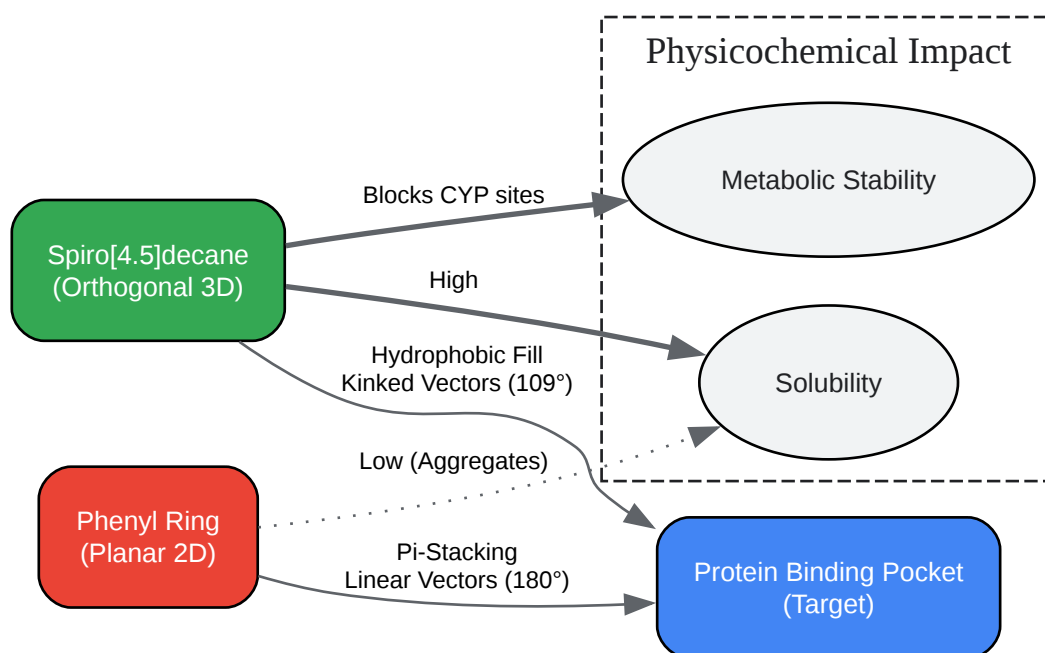 Physicochemical Impact
Metabolic Stability
Blocks CYP sites
Spiro[4.5]decane
(Orthogonal 3D)
High
Hydrophobic Fill
Kinked Vectors (109°)
Solubility
Low (Aggregates)
Phenyl Ring
(Planar 2D)
Pi-Stacking
Linear Vectors (180°)
Protein Binding Pocket
(Target)